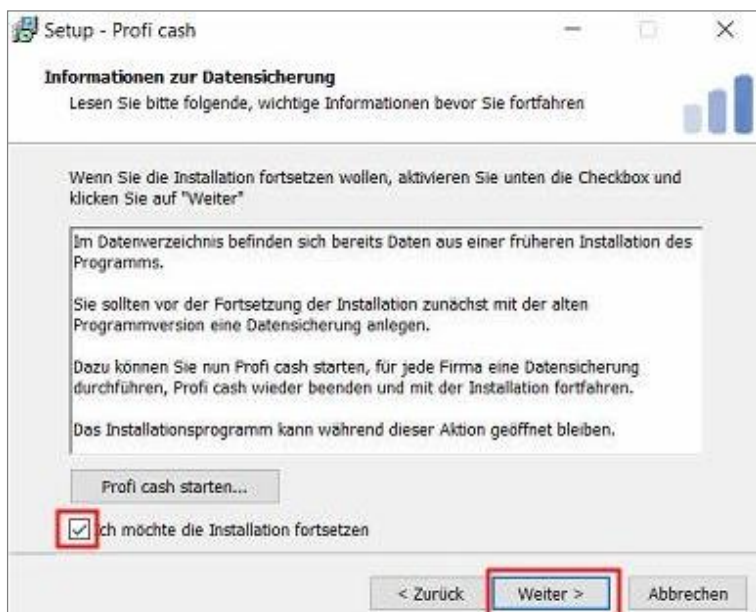 Setup - Profi cash
Informationen zur Datensicherung
Lesen Sie bitte folgende, wichtige Informationen bevor Sie fortfahren
Wenn Sie die Installation fortsetzen wollen, aktivieren Sie unten die Checkbox und
klicken Sie auf "Weiter"
Im Datenverzeichnis befinden sich bereits Daten aus einer früheren Installation des
Programms.
Sie sollten vor der Fortsetzung der Installation zunächst mit der alten
Programmversion eine Datensicherung anlegen.
Dazu können Sie nun Profi cash starten, für jede Firma eine Datensicherung
durchführen, Profi cash wieder beenden und mit der Installation fortfahren.
Das Installationsprogramm kann während dieser Aktion geöffnet bleiben.
Profi cash starten...
Ich möchte die Installation fortsetzen
< Zurück Weiter > Abbrechen